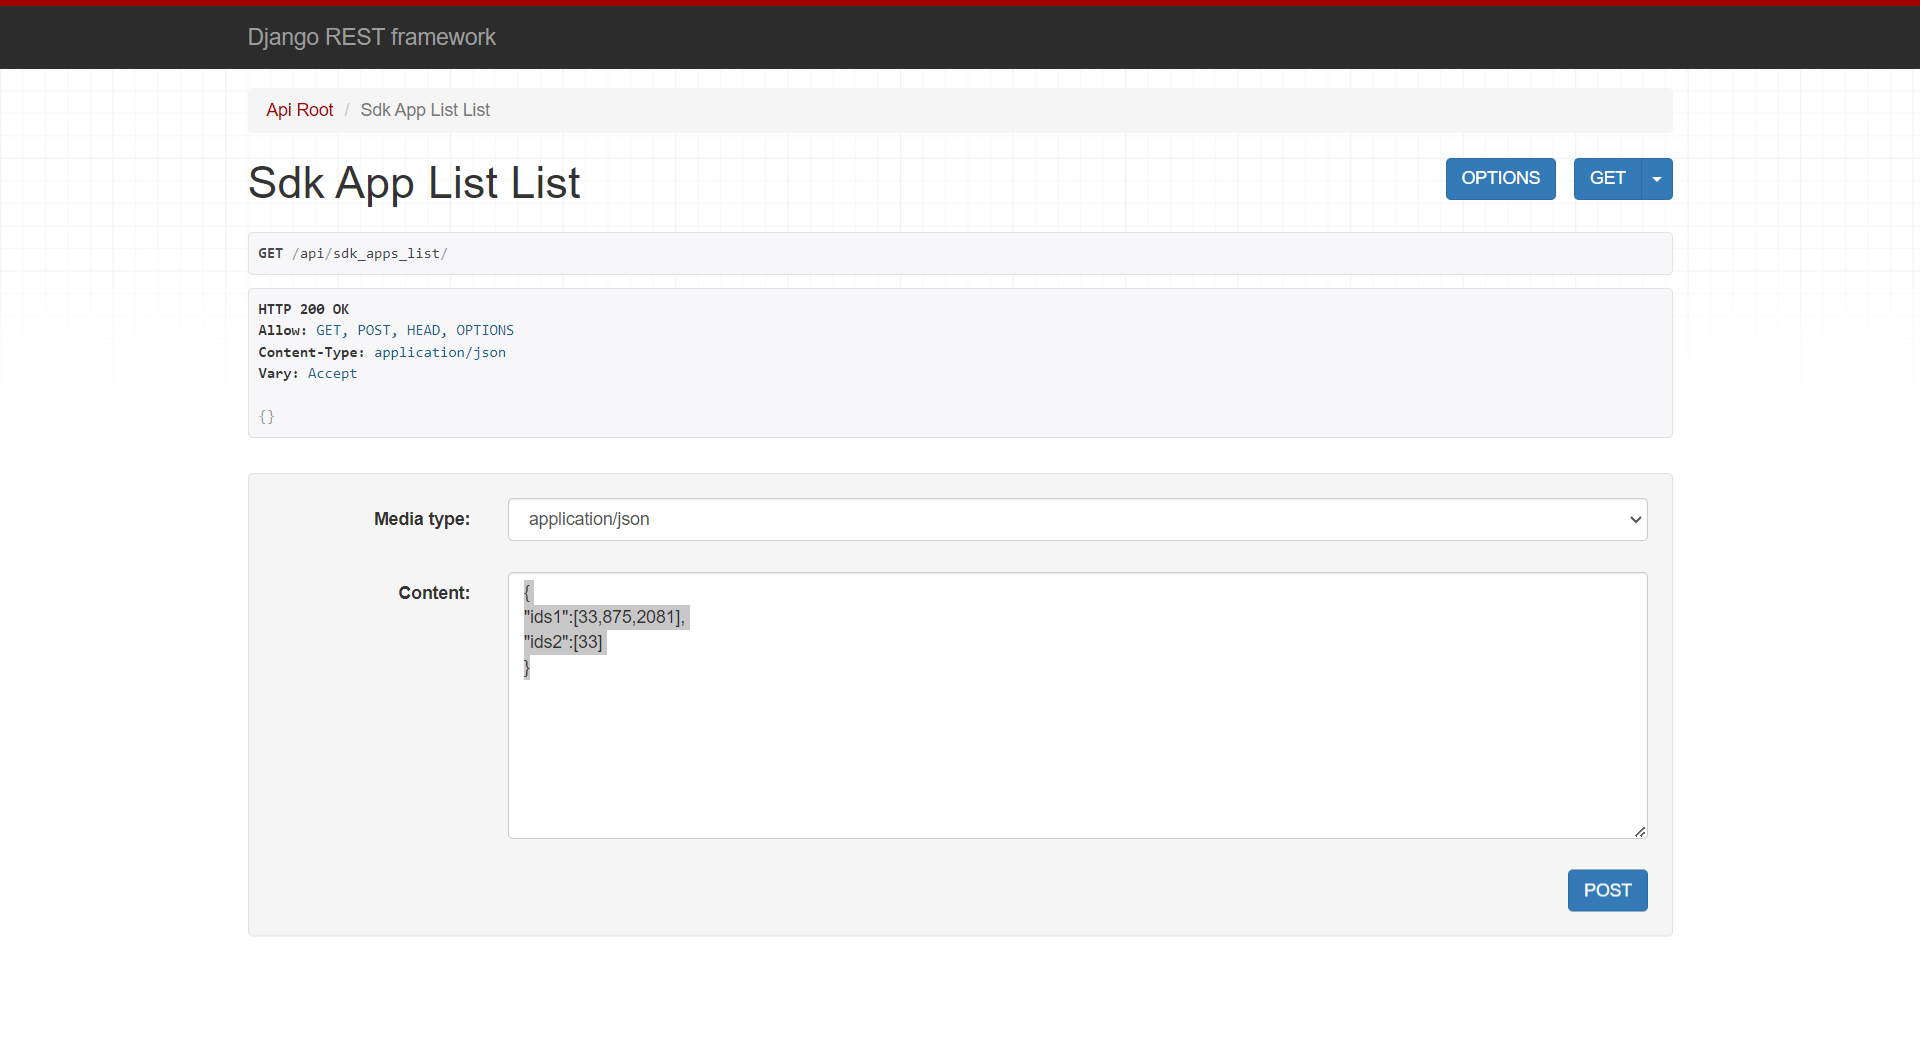 Django REST framework
Api Root / Sdk App List List
Sdk App List List
OPTIONS
GET
GET /api/sdk_apps_list/
HTTP 200 OK
Allow: GET, POST, HEAD, OPTIONS
Content-Type: application/json
Vary: Accept
{}
Media type:
application/json
Content:
{
"ids1":[33,875,2081],
"ids2":[33]
}
POST